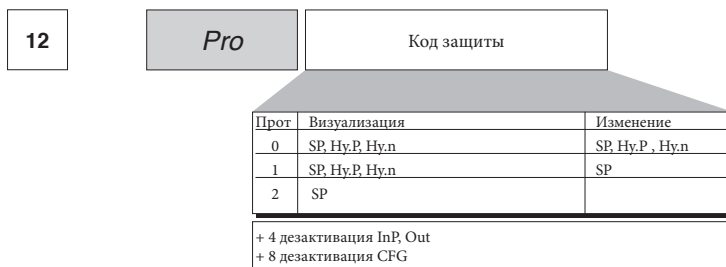 12 Pro Код защиты
Прот Визуализация Изменение
0 SP, Hy.P, Hy.n SP, Hy.P , Hy.n
1 SP, Hy.P, Hy.n SP
2 SP
+ 4 дезактивация InP, Out
+ 8 дезактивация CFG